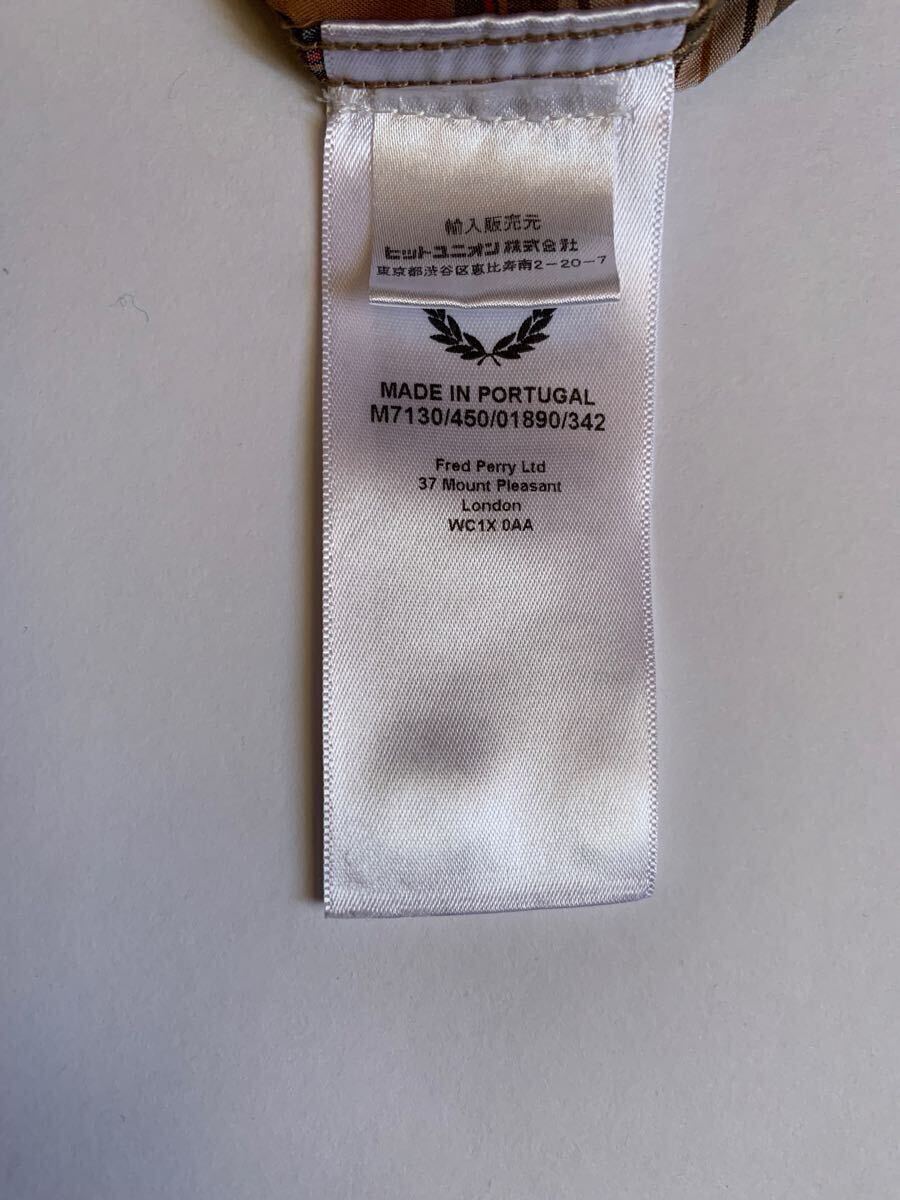 輸入販売元
ヒットユニオン株式会社
東京都渋谷区恵比寿南2-20-7
MADE IN PORTUGAL
M7130/450/01890/342
Fred Perry Ltd
37 Mount Pleasant
London
WC1X 0AA